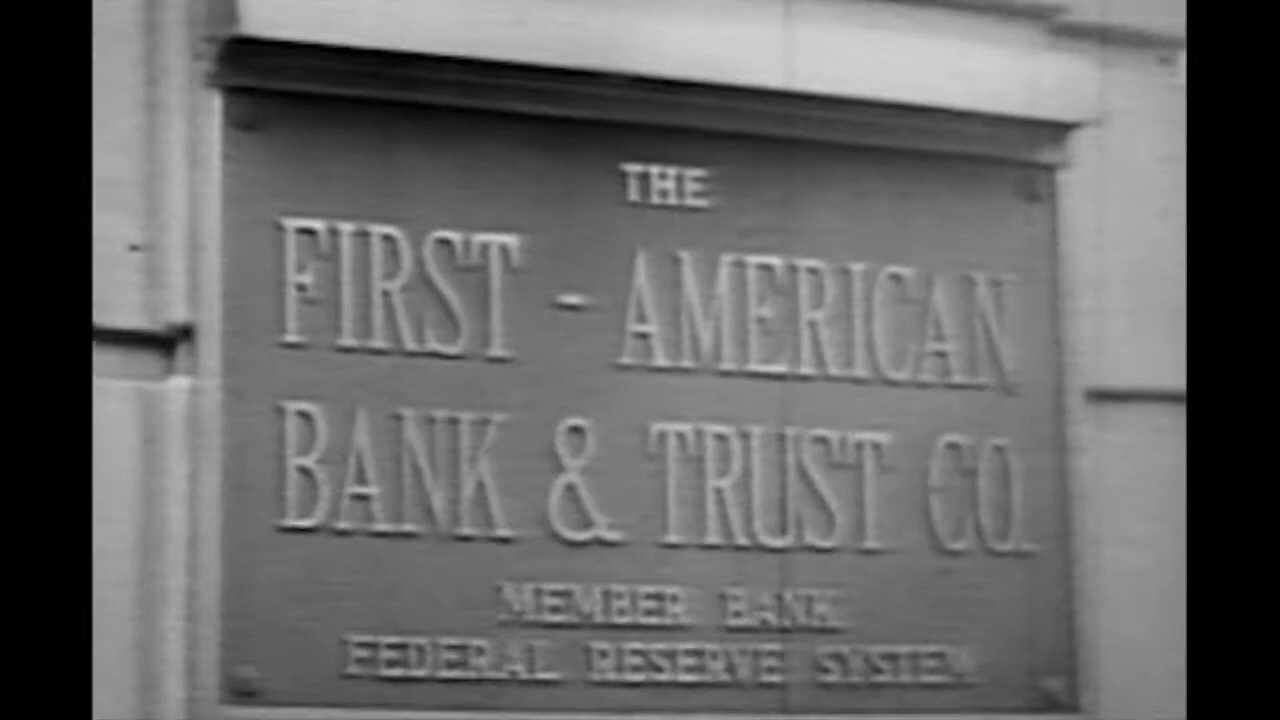 THE
FIRST - AMERICAN
BANK & TRUST CO.
MEMBER BANK
FEDERAL RESERVE SYSTEM